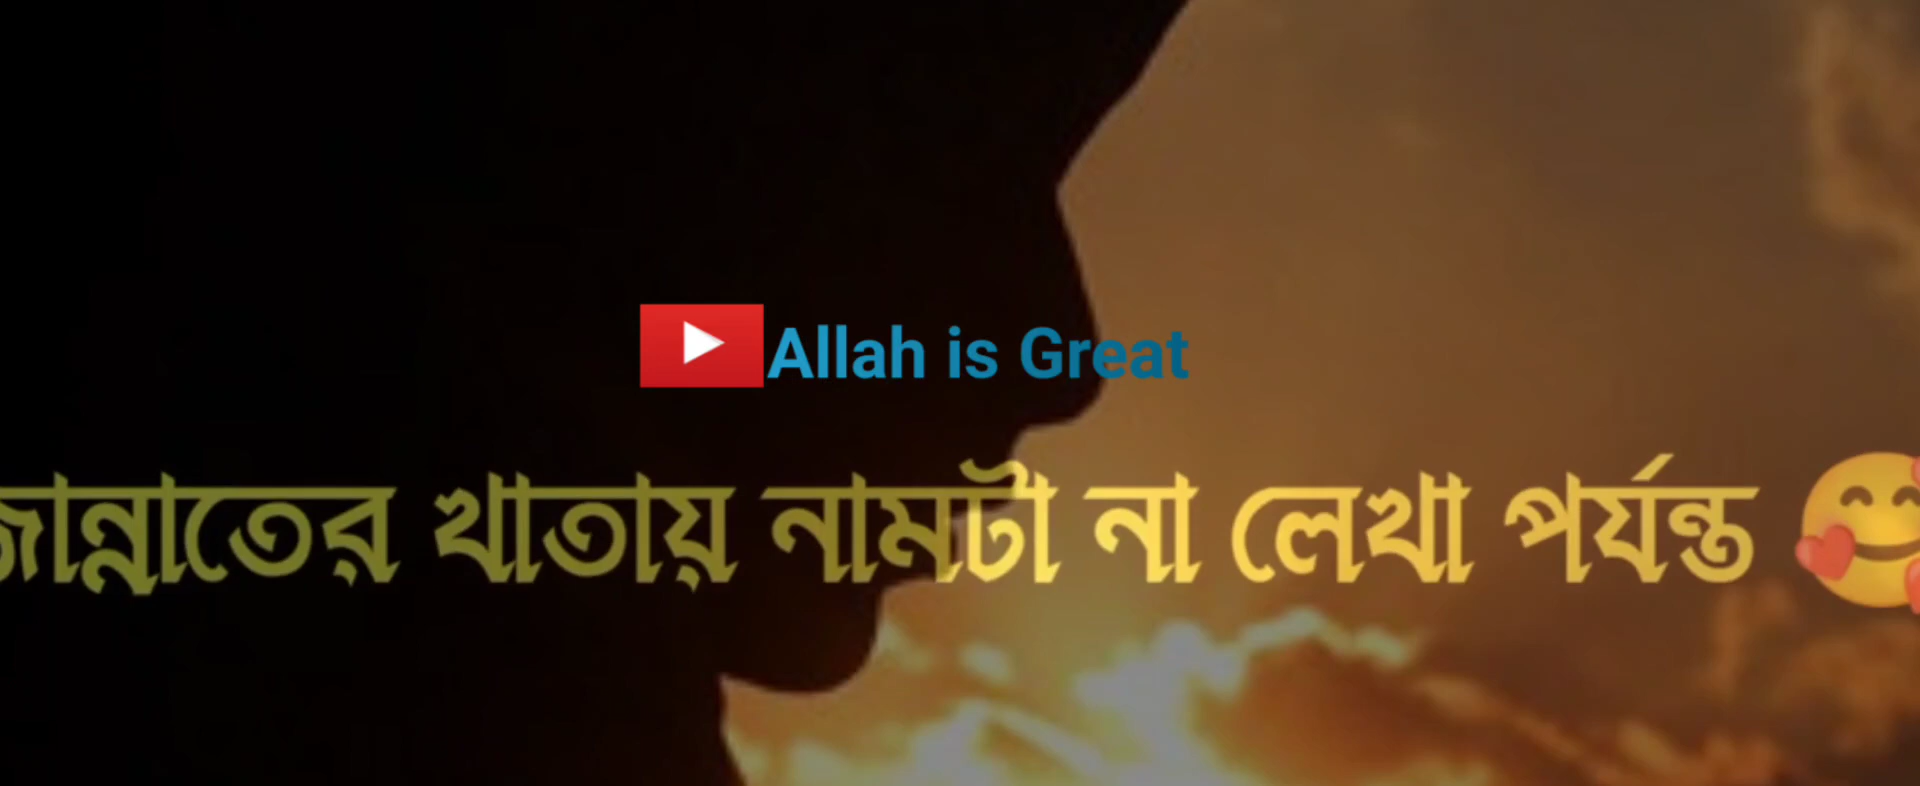 Allah is Great
জান্নাতের খাতায় নামটা না লেখা পর্যন্ত 🥰